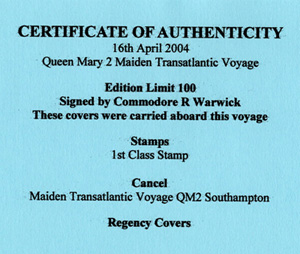 CERTIFICATE OF AUTHENTICITY
16th April 2004
Queen Mary 2 Maiden Transatlantic Voyage
Edition Limit 100
Signed by Commodore R Warwick
These covers were carried aboard this voyage
Stamps
1st Class Stamp
Cancel
Maiden Transatlantic Voyage QM2 Southampton
Regency Covers